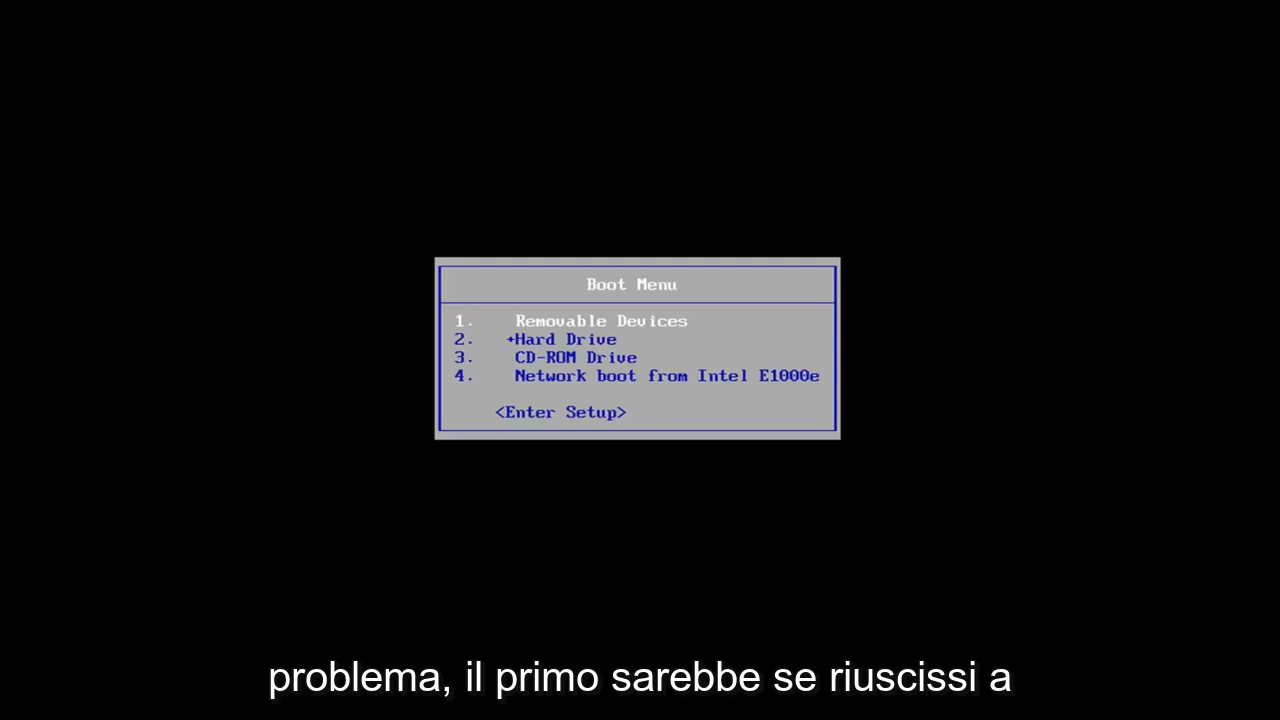 Boot Menu
1. Removable Devices
2. +Hard Drive
3. CD-ROM Drive
4. Network boot from Intel E1000e
<Enter Setup>
problema, il primo sarebbe se riuscissi a